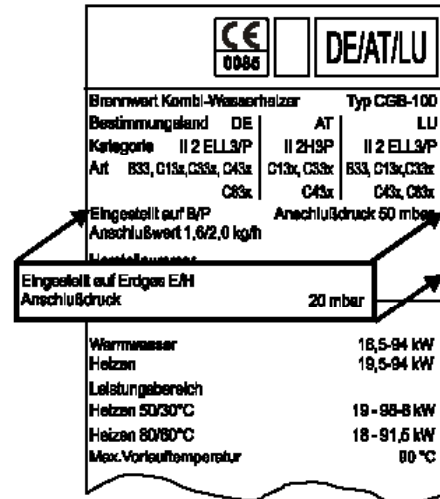 CE
0085
DE/AT/LU
Brennwert Kombi-Wasserheizer Typ CGB-100
Bestimmungsland DE AT LU
Kategorie II 2 ELL3/P II 2H3P II 2 ELL3/P
Art B33, C13x,C33x, C43x C13x, C33x B33, C13x,C33x
C83x C43x C43x, C83x
Eingestellt auf B/P Anschlußdruck 50 mbar
Anschlußwert 1,6/2,0 kg/h
Eingestellt auf Erdgas E/H
Anschlußdruck 20 mbar
Warmwasser 18,5-94 kW
Heizen 19,5-94 kW
Leistungsbereich
Heizen 50/30°C 19 - 98-8 kW
Heizen 80/60°C 18 - 91,5 kW
Max.Vorlauftemperatur 90 °C